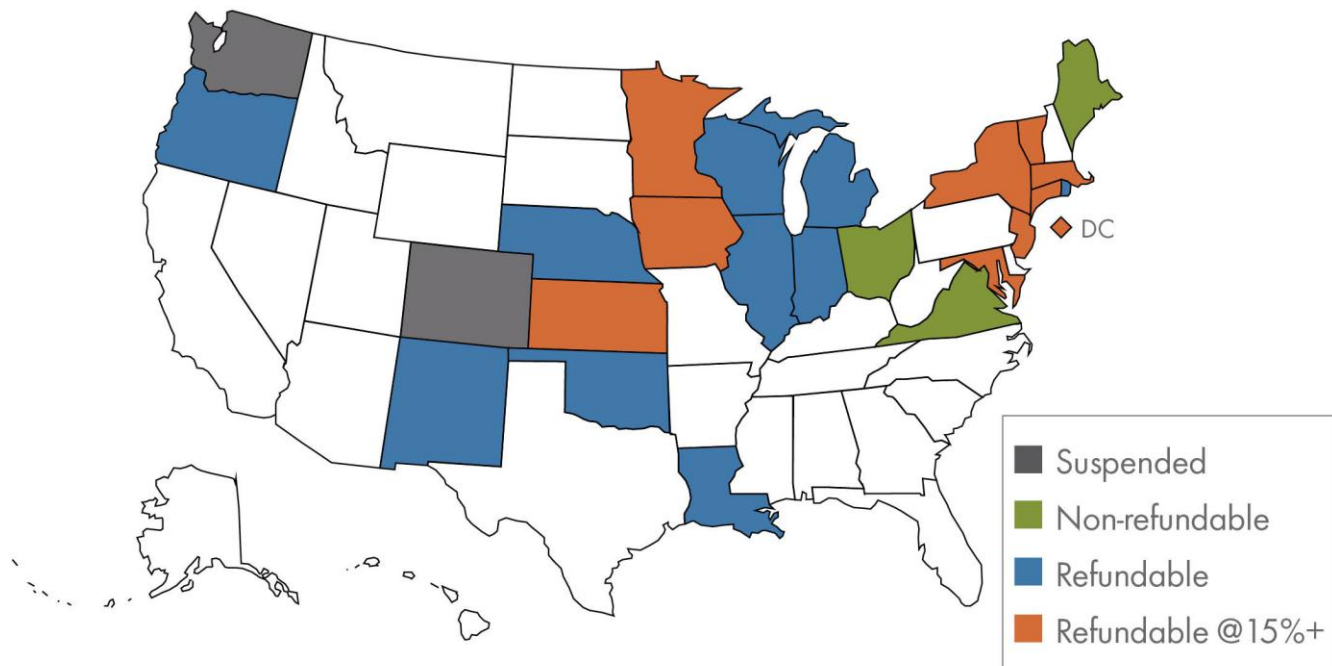 DC
Suspended
Non-refundable
Refundable
Refundable @15%+